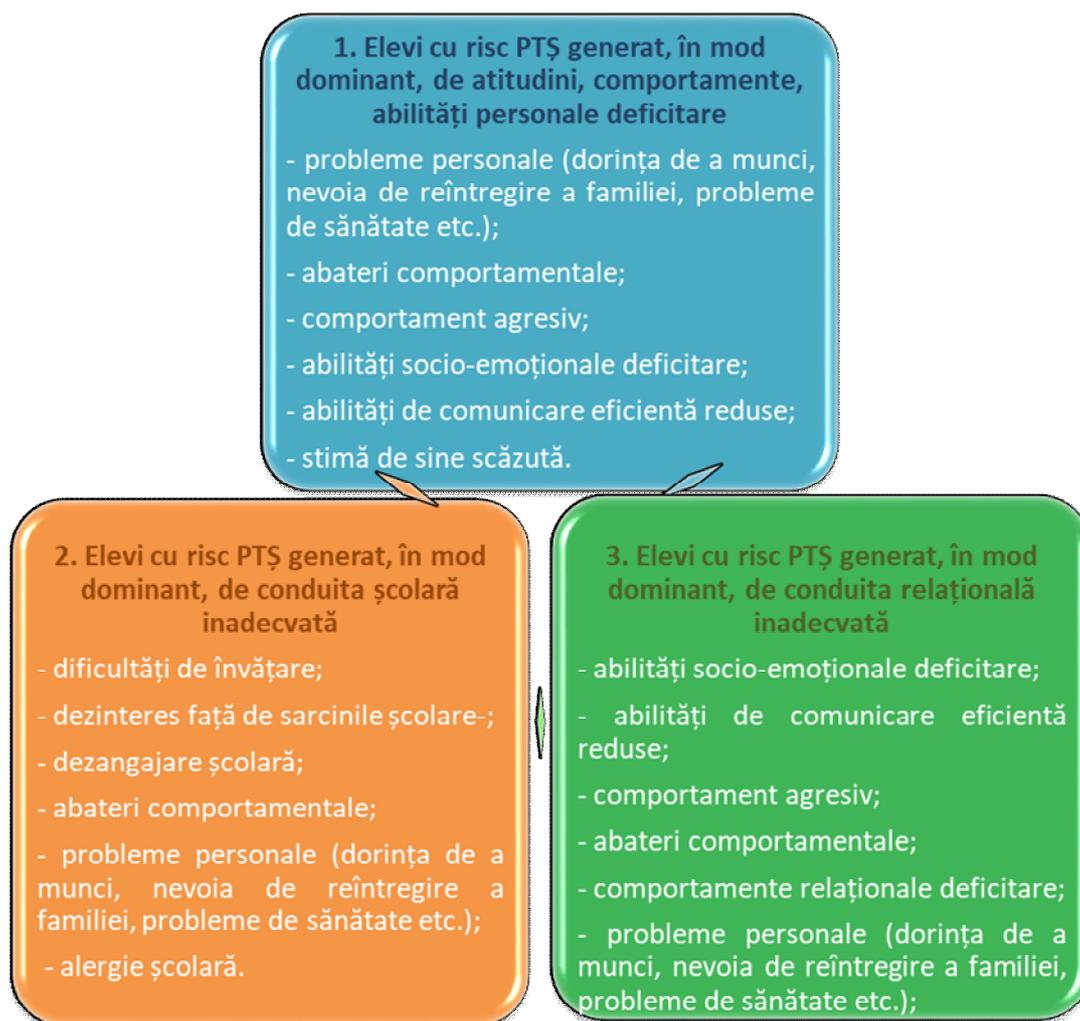 1. Elevi cu risc PTȘ generat, în mod
dominant, de atitudini, comportamente,
abilități personale deficitare
- probleme personale (dorința de a munci,
nevoia de reîntregire a familiei, probleme
de sănătate etc.);
- abateri comportamentale;
- comportament agresiv;
- abilități socio-emoționale deficitare;
- abilități de comunicare eficientă reduse;
- stimă de sine scăzută.
2. Elevi cu risc PTȘ generat, în mod
dominant, de conduita școlară
inadecvată
- dificultăți de învățare;
- dezinteres față de sarcinile școlare-;
- dezangajare școlară;
- abateri comportamentale;
- probleme personale (dorința de a
munci, nevoia de reîntregire a
familiei, probleme de sănătate etc.);
- alergie școlară.
3. Elevi cu risc PTȘ generat, în mod
dominant, de conduita relațională
inadecvată
- abilități socio-emoționale deficitare;
- abilități de comunicare eficientă
reduse;
- comportament agresiv;
- abateri comportamentale;
- comportamente relaționale deficitare;
- probleme personale (dorința de a
munci, nevoia de reîntregire a familiei,
probleme de sănătate etc.);